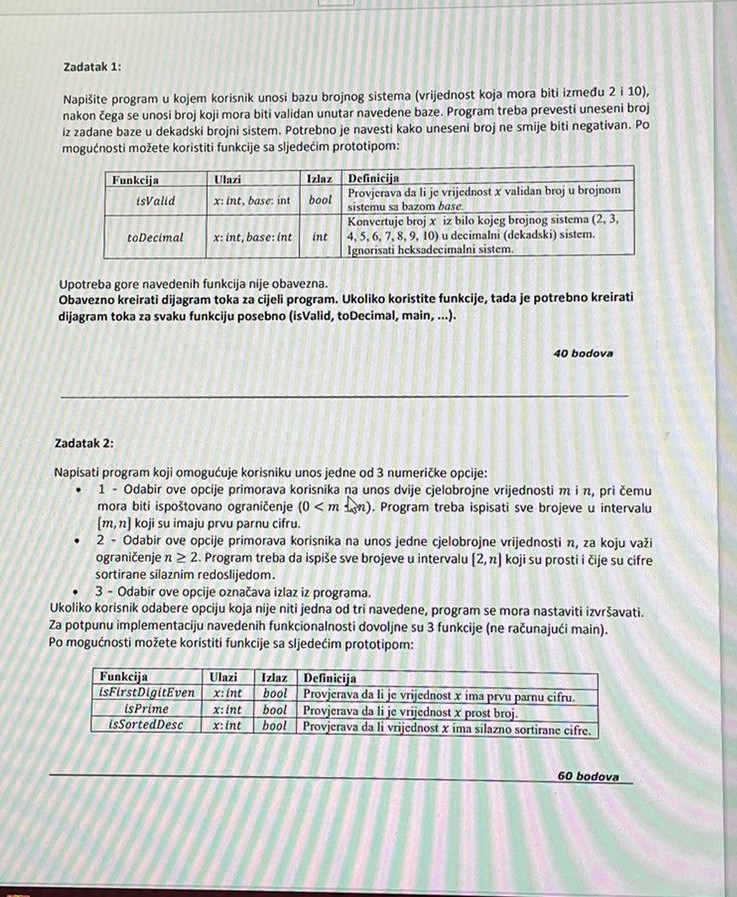 Zadatak 1:
Napišite program u kojem korisnik unosi bazu brojnog sistema (vrijednost koja mora biti između 2 i 10),
nakon čega se unosi broj koji mora biti validan unutar navedene baze. Program treba prevesti uneseni broj
iz zadane baze u dekadski brojni sistem. Potrebno je navesti kako uneseni broj ne smije biti negativan. Po
mogućnosti možete koristiti funkcije sa sljedećim prototipom:
Funkcija Ulazi Izlaz Definicija
isValid x: int, base: int bool Provjerava da li je vrijednost x validan broj u brojnom
sistemu sa bazom base.
toDecimal x: int, base: int int Konvertuje broj x iz bilo kojeg brojnog sistema (2, 3,
4, 5, 6, 7, 8, 9, 10) u decimalni (dekadski) sistem.
Ignorisati heksadecimalni sistem.
Upotreba gore navedenih funkcija nije obavezna.
Obavezno kreirati dijagram toka za cijeli program. Ukoliko koristite funkcije, tada je potrebno kreirati
dijagram toka za svaku funkciju posebno (isValid, toDecimal, main, ...).
40 bodova
Zadatak 2:
Napisati program koji omogućuje korisniku unos jedne od 3 numeričke opcije:
• 1 - Odabir ove opcije primorava korisnika na unos dvije cjelobrojne vrijednosti m i n, pri čemu
mora biti ispoštovano ograničenje (0 < m n). Program treba ispisati sve brojeve u intervalu
[m, n] koji su imaju prvu parnu cifru.
• 2 - Odabir ove opcije primorava korisnika na unos jedne cjelobrojne vrijednosti n, za koju važi
ograničenje n ≥ 2. Program treba da ispiše sve brojeve u intervalu [2, n] koji su prosti i čije su cifre
sortirane silaznim redoslijedom.
• 3 - Odabir ove opcije označava izlaz iz programa.
Ukoliko korisnik odabere opciju koja nije niti jedna od tri navedene, program se mora nastaviti izvršavati.
Za potpunu implementaciju navedenih funkcionalnosti dovoljne su 3 funkcije (ne računajući main).
Po mogućnosti možete koristiti funkcije sa sljedećim prototipom:
Funkcija Ulazi Izlaz Definicija
isFirstDigitEven x: int bool Provjerava da li je vrijednost x ima prvu parnu cifru.
isPrime x: int bool Provjerava da li je vrijednost x prost broj.
isSortedDesc x: int bool Provjerava da li vrijednost x ima silazno sortirane cifre.
60 bodova